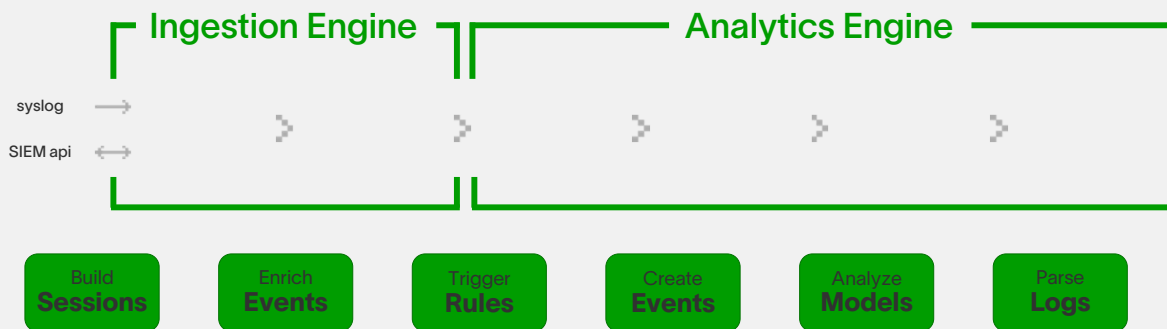 Ingestion Engine
Analytics Engine
syslog
SIEM api
Build
Sessions
Enrich
Events
Trigger
Rules
Create
Events
Analyze
Models
Parse
Logs